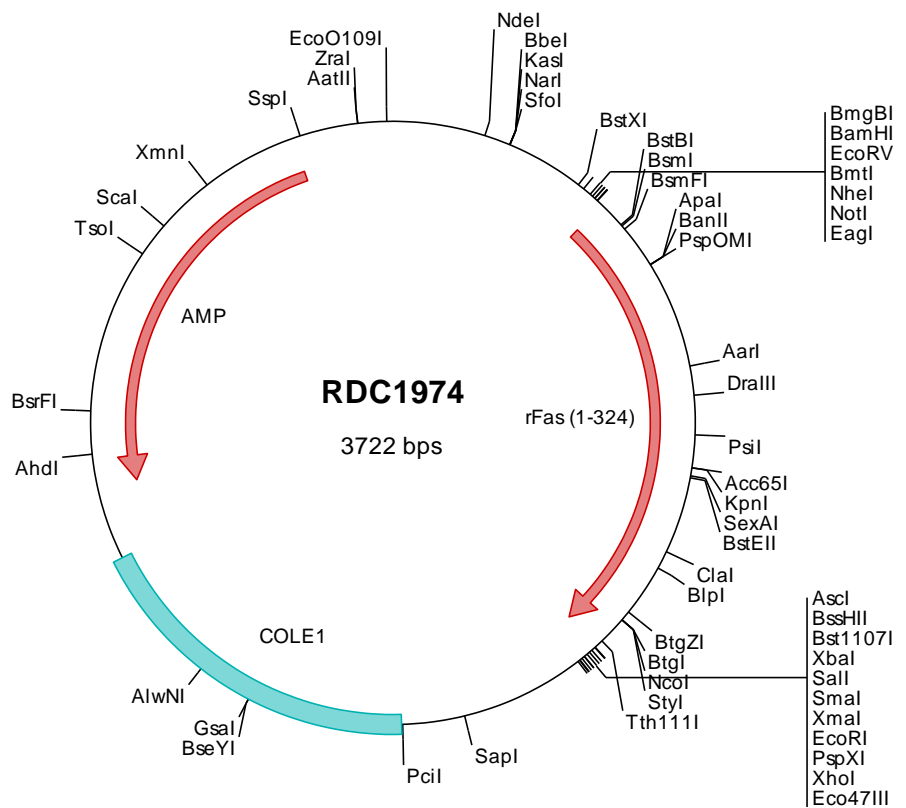 EcoO109I
ZraI
AatII
SspI
XmnI
ScaI
TsoI
BsrFI
AhdI
AMP
NdeI
BbeI
KasI
NarI
SfoI
BstXI
BstBI
BsmI
BsmFI
ApaI
BanII
PspOMI
BmgBI
BamHI
EcoRV
BmtI
NheI
NotI
EagI
RDC1974
3722 bps
rFas (1-324)
AarI
DraIII
PsiI
Acc65I
KpnI
SexAI
BstEII
ClaI
BlpI
BtgZI
BtgI
NcoI
StyI
Tth111I
AscI
BssHII
Bst1107I
XbaI
SalI
SmaI
XmaI
EcoRI
PspXI
XhoI
Eco47III
COLE1
AlwNI
GsaI
BseYI
PciI
SapI